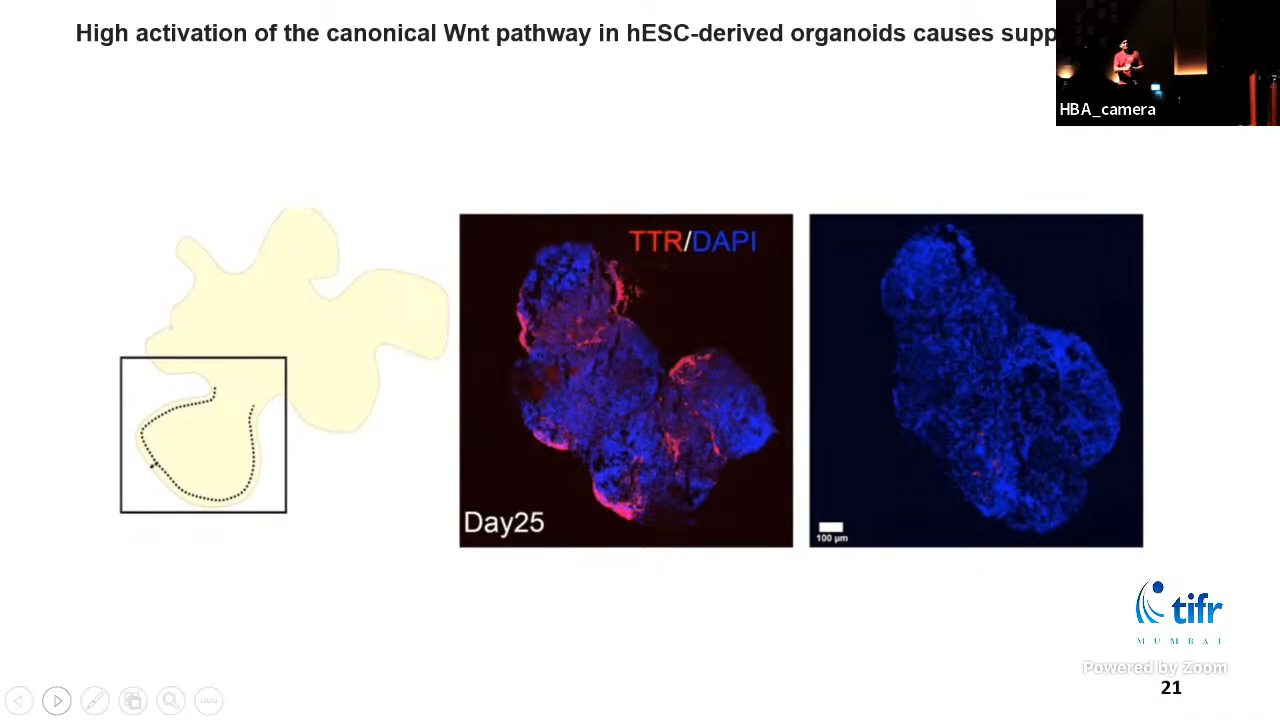 High activation of the canonical Wnt pathway in hESC-derived organoids causes supp
HBA_camera
TTR/DAPI
Day25
100 µm
tifr
MUMBAI
Powered by Zoom
21